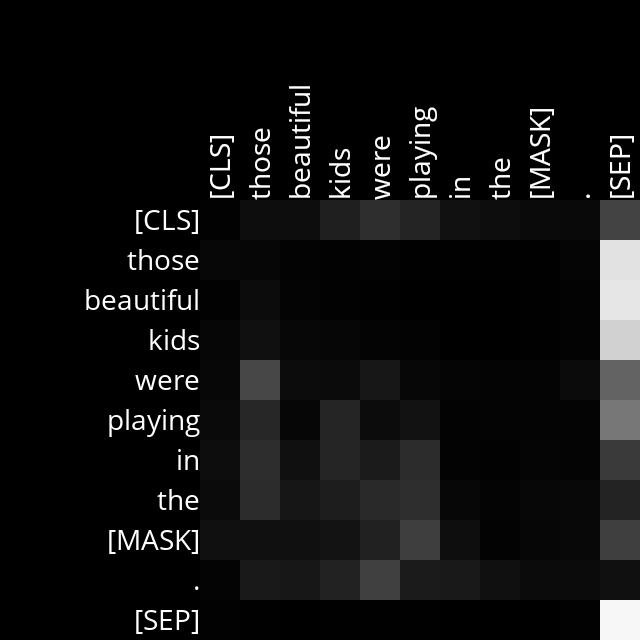 [CLS] those beautiful kids were playing in the [MASK] . [SEP]
[CLS]
those
beautiful
kids
were
playing
in
the
[MASK]
.
[SEP]